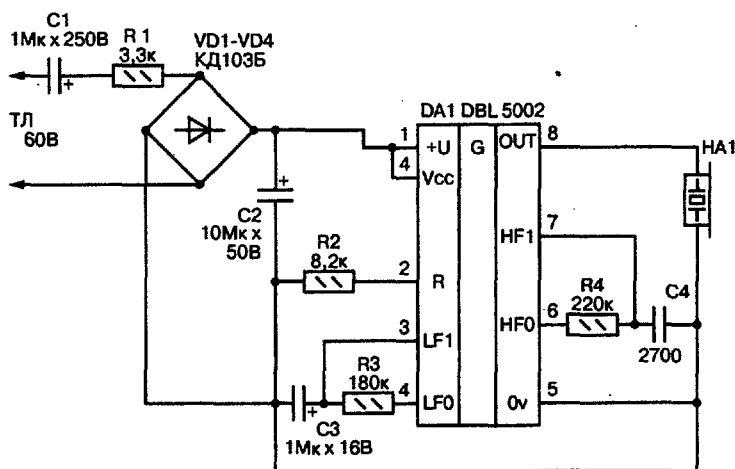 C1
1Мк x 250В
R 1
3,3к
VD1-VD4
КД103Б
ТЛ
60В
+
DA1 DBL 5002
1
+U
G
OUT
8
HA1
4
Vcc
+
C2
10Мк x
50В
R2
8,2к
2
R
HF1
7
R4
220к
C4
3
LF1
HF0
6
2700
R3
180к
4
LF0
0v
5
+
C3
1Мк x 16В